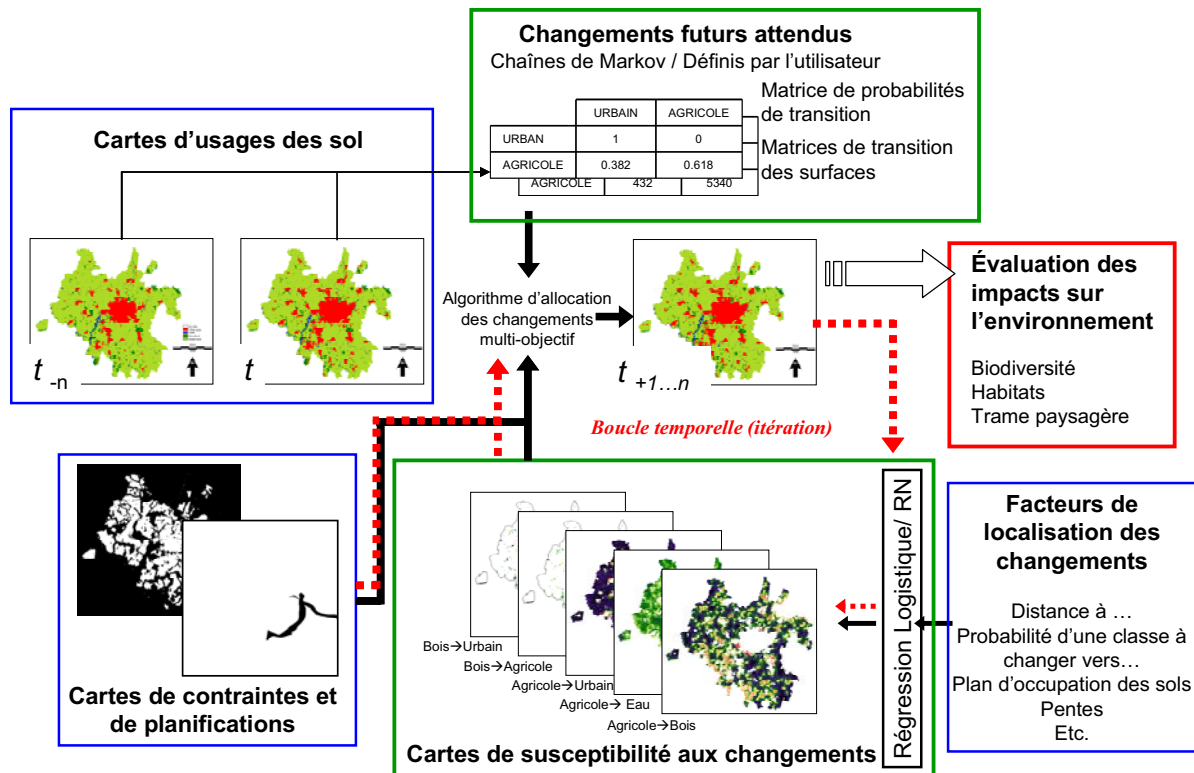 Changements futurs attendus
Chaînes de Markov / Définis par l'utilisateur
Matrice de probabilités
de transition
Matrices de transition
des surfaces
URBAIN AGRICOLE
URBAN 1 0
AGRICOLE 0.382 0.618
AGRICOLE 432 5340
Cartes d'usages des sol
t -n
t
Algorithme d'allocation
des changements
multi-objectif
t +1…n
Évaluation des
impacts sur
l'environnement
Biodiversité
Habitats
Trame paysagère
Boucle temporelle (itération)
Cartes de contraintes et
de planifications
Bois→Urbain
Bois→Agricole
Agricole→Urbain
Agricole→ Eau
Agricole→Bois
Cartes de susceptibilité aux changements
Régression Logistique/ RN
Facteurs de
localisation des
changements
Distance à …
Probabilité d'une classe à
changer vers…
Plan d'occupation des sols
Pentes
Etc.